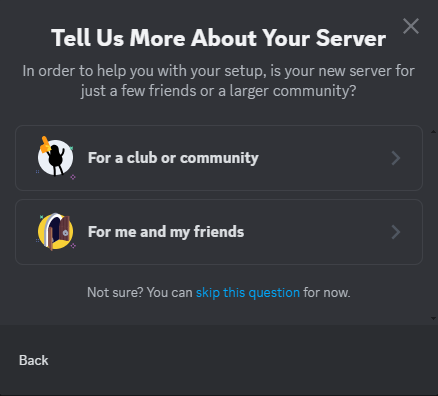 Tell Us More About Your Server
In order to help you with your setup, is your new server for
just a few friends or a larger community?
For a club or community
For me and my friends
Not sure? You can skip this question for now.
Back